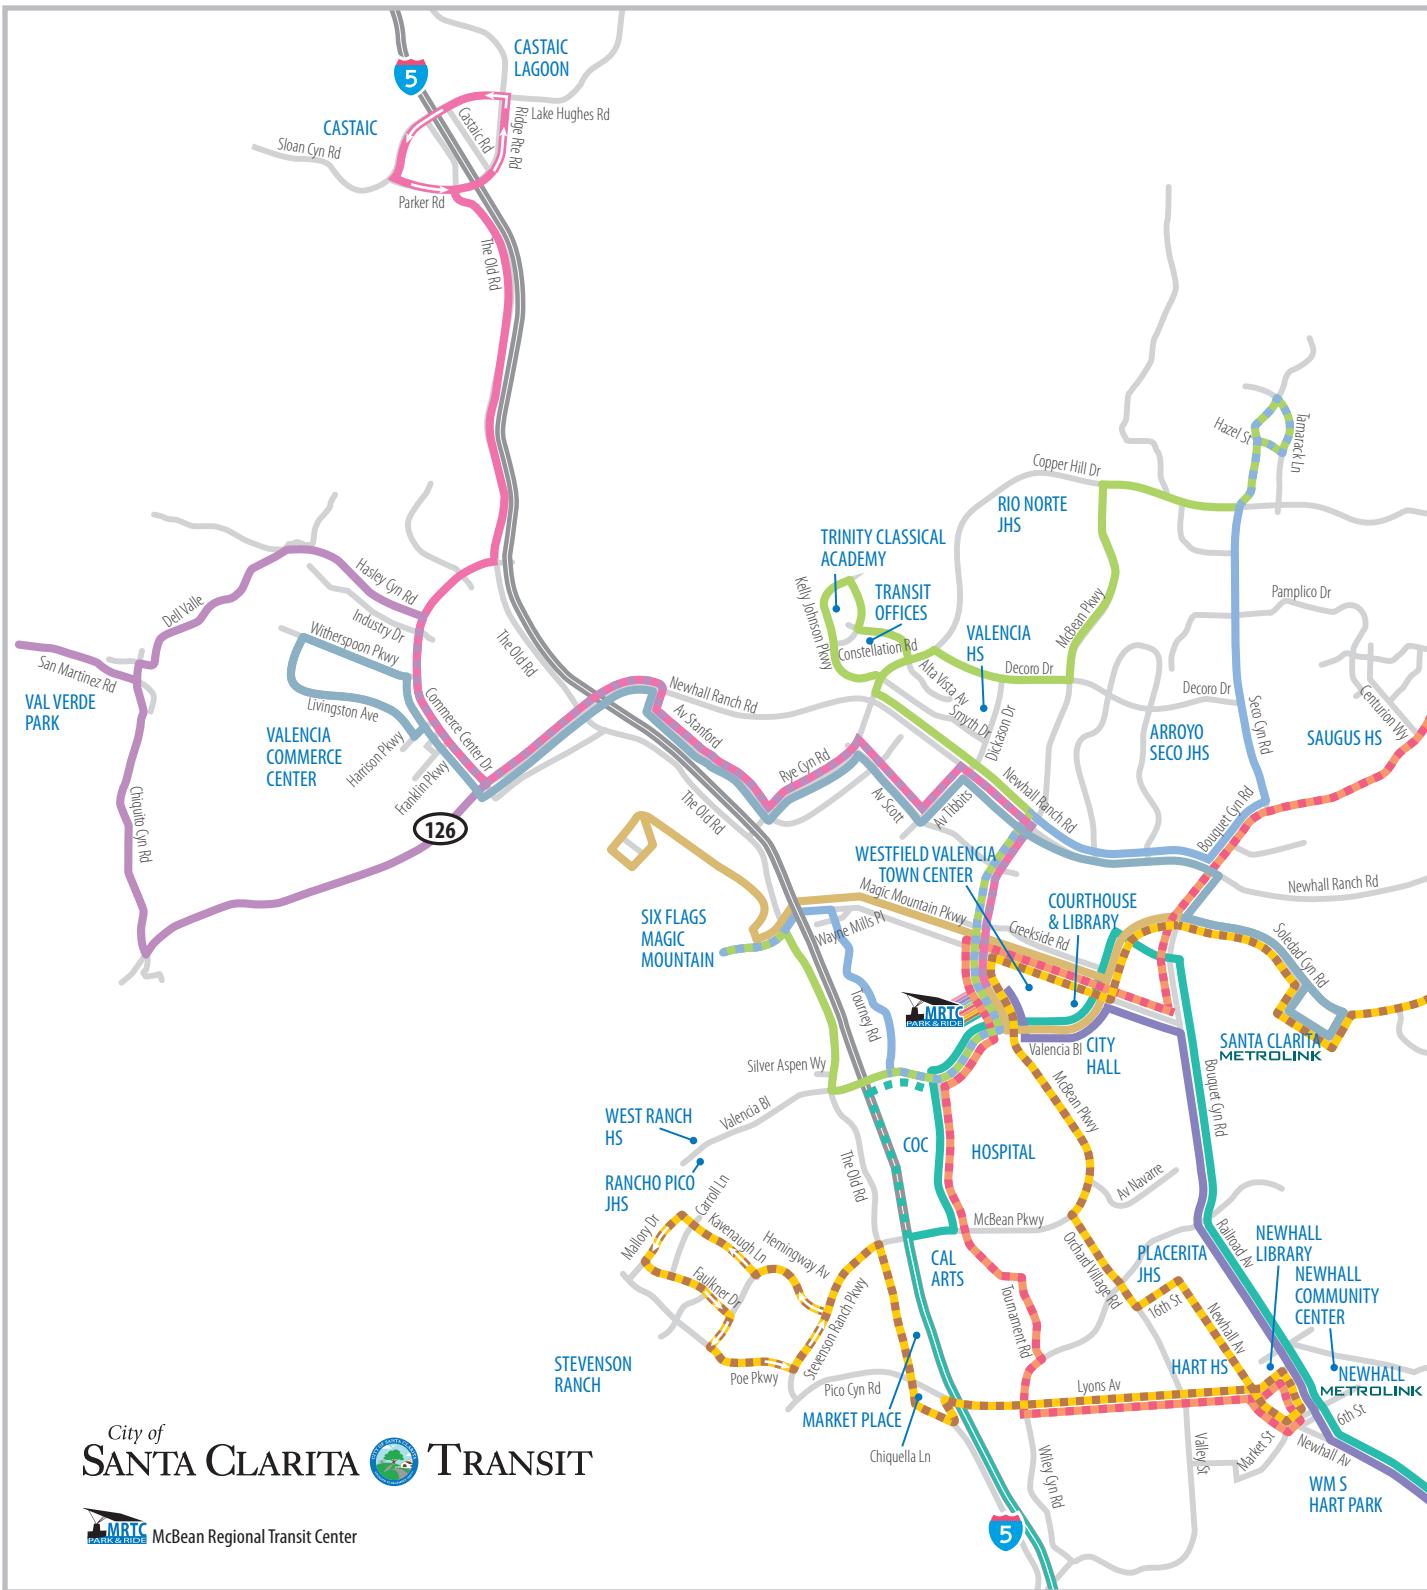 CASTAIC
LAGOON
5
Lake Hughes Rd
Castaic Rd
Ridge Rte Rd
CASTAIC
Sloan Cyn Rd
Parker Rd
The Old Rd
Hazel St
Tamarack Ln
Copper Hill Dr
RIO NORTE
JHS
TRINITY CLASSICAL
ACADEMY
TRANSIT
OFFICES
Kelly Johnson Pkwy
Constellation Rd
VALENCIA
HS
McBean Pkwy
Pamplico Dr
Hasley Cyn Rd
Dell Valle
Industry Dr
Witherspoon Pkwy
The Old Rd
San Martinez Rd
VAL VERDE
PARK
Livingston Ave
VALENCIA
COMMERCE
CENTER
Harrison Pkwy
Franklin Pkwy
Commerce Center Dr
126
Chiquito Cyn Rd
Newhall Ranch Rd
Av Stanford
Alta Vista Av
Smyth Dr
Decoro Dr
Dickason Dr
Decoro Dr
Seco Cyn Rd
Centurion Wy
ARROYO
SECO JHS
SAUGUS HS
Rye Cyn Rd
Av Scott
Av Tibbits
Newhall Ranch Rd
Bouquet Cyn Rd
The Old Rd
WESTFIELD VALENCIA
TOWN CENTER
Newhall Ranch Rd
Magic Mountain Pkwy
COURTHOUSE
& LIBRARY
Creekside Rd
SIX FLAGS
MAGIC
MOUNTAIN
Wayne Mills Pl
Soledad Cyn Rd
MRTC
PARK & RIDE
Tourney Rd
Valencia Bl
CITY
HALL
SANTA CLARITA
METROLINK
Silver Aspen Wy
McBean Pkwy
Bouquet Cyn Rd
WEST RANCH
HS
Valencia Bl
COC
HOSPITAL
RANCHO PICO
JHS
The Old Rd
Av Navarre
Carroll Ln
Mallory Dr
Kavenaugh Ln
Hemingway Av
McBean Pkwy
Faulkner Dr
Stevenson Ranch Pkwy
CAL
ARTS
Orchard Village Rd
PLACERITA
JHS
Railroad Av
NEWHALL
LIBRARY
NEWHALL
COMMUNITY
CENTER
16th St
Newhall Av
Tournament Rd
STEVENSON
RANCH
Poe Pkwy
Pico Cyn Rd
Lyons Av
HART HS
NEWHALL
METROLINK
MARKET PLACE
6th St
Chiquella Ln
Wiley Cyn Rd
Valley St
Market St
Newhall Av
WM S
HART PARK
5
City of
SANTA CLARITA TRANSIT
MRTC
PARK & RIDE
McBean Regional Transit Center